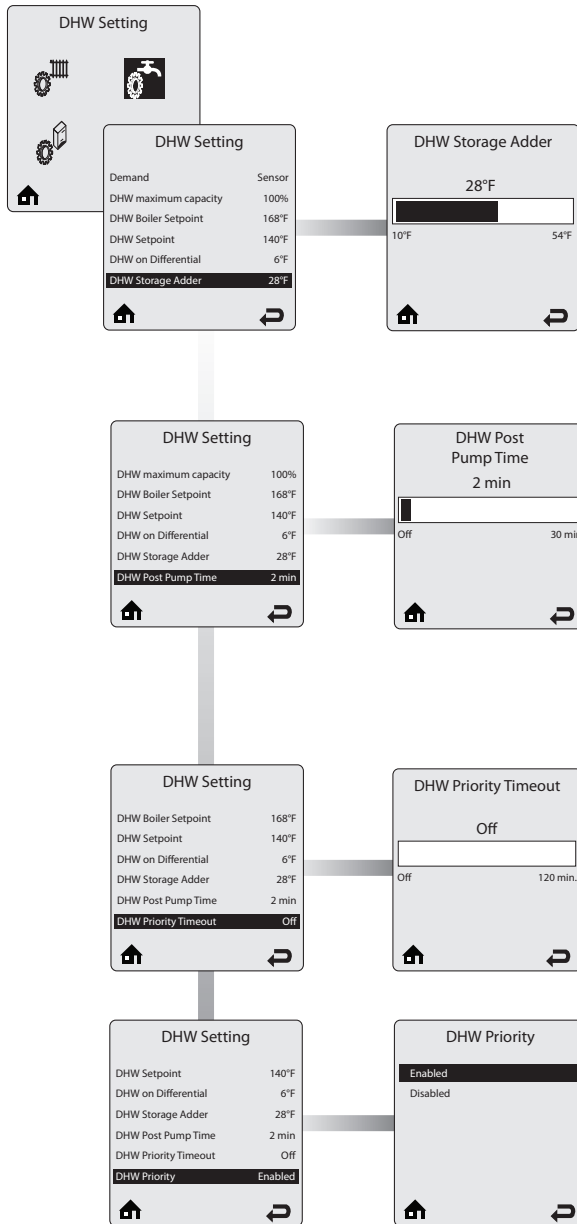 DHW Setting
DHW Setting
Demand Sensor
DHW maximum capacity 100%
DHW Boiler Setpoint 168°F
DHW Setpoint 140°F
DHW on Differential 6°F
DHW Storage Adder 28°F
DHW Storage Adder
28°F
10°F 54°F
DHW Setting
DHW maximum capacity 100%
DHW Boiler Setpoint 168°F
DHW Setpoint 140°F
DHW on Differential 6°F
DHW Storage Adder 28°F
DHW Post Pump Time 2 min
DHW Post
Pump Time
2 min
Off 30 min
DHW Setting
DHW Boiler Setpoint 168°F
DHW Setpoint 140°F
DHW on Differential 6°F
DHW Storage Adder 28°F
DHW Post Pump Time 2 min
DHW Priority Timeout Off
DHW Priority Timeout
Off
Off 120 min.
DHW Setting
DHW Setpoint 140°F
DHW on Differential 6°F
DHW Storage Adder 28°F
DHW Post Pump Time 2 min
DHW Priority Timeout Off
DHW Priority Enabled
DHW Priority
Enabled
Disabled